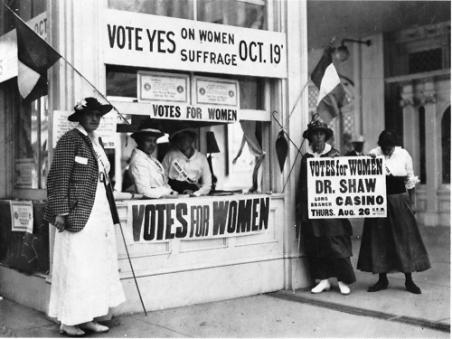 VOTE YES ON WOMEN SUFFRAGE OCT. 19
VOTES FOR WOMEN
VOTES FOR WOMEN
VOTES FOR WOMEN
DR. SHAW
LONG BRANCH CASINO
THURS. AUG. 26